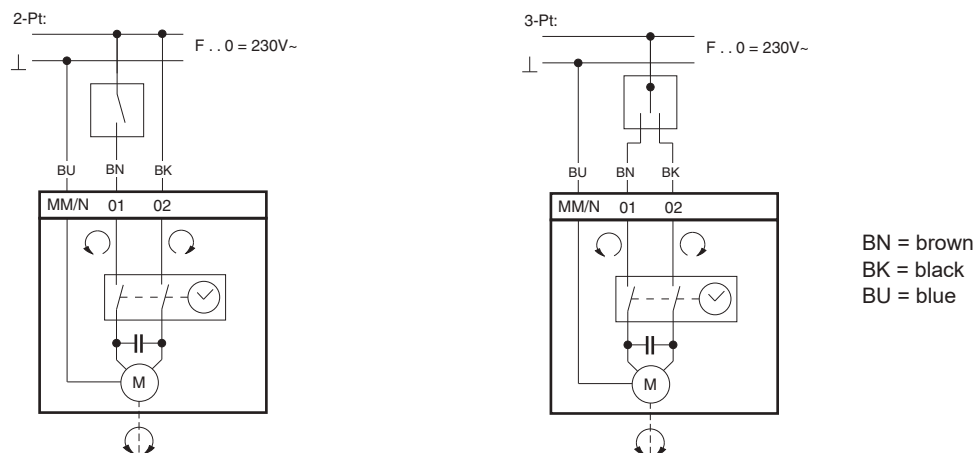 2-Pt:
F . . 0 = 230V~
BU BN BK
MM/N 01 02
M
3-Pt:
F . . 0 = 230V~
BU BN BK
MM/N 01 02
M
BN = brown
BK = black
BU = blue